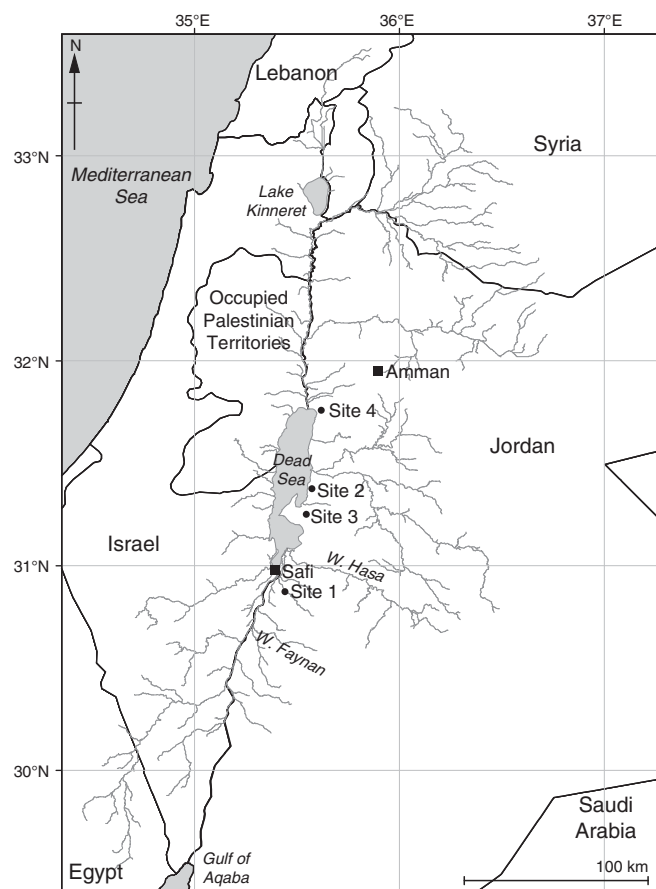 35°E
36°E
37°E
N
Lebanon
33°N
Syria
Mediterranean
Sea
Lake
Kinneret
Occupied
Palestinian
Territories
32°N
Amman
Site 4
Jordan
Dead
Sea
Site 2
Site 3
Israel
31°N
W. Hasa
Safi
Site 1
W. Faynan
30°N
Saudi
Arabia
Gulf of
Aqaba
Egypt
100 km